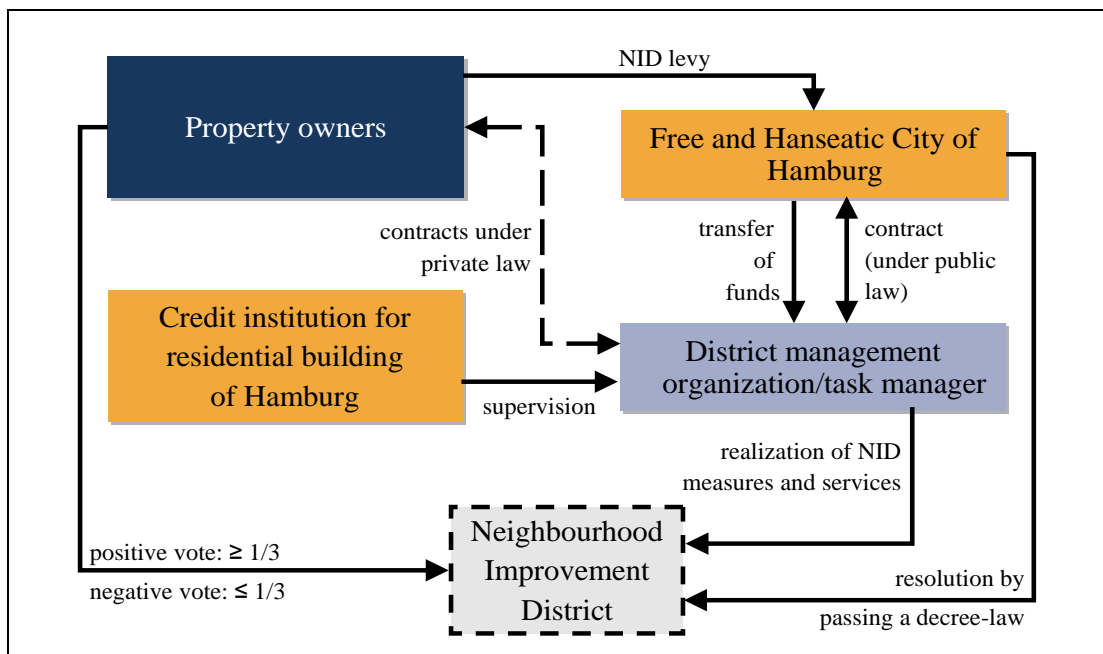 NID levy
Property owners
Free and Hanseatic City of
Hamburg
contracts under
private law
transfer
of
funds
contract
(under public
law)
Credit institution for
residential building
of Hamburg
supervision
District management
organization/task manager
realization of NID
measures and services
Neighbourhood
Improvement
District
positive vote: ≥ 1/3
negative vote: ≤ 1/3
resolution by
passing a decree-law